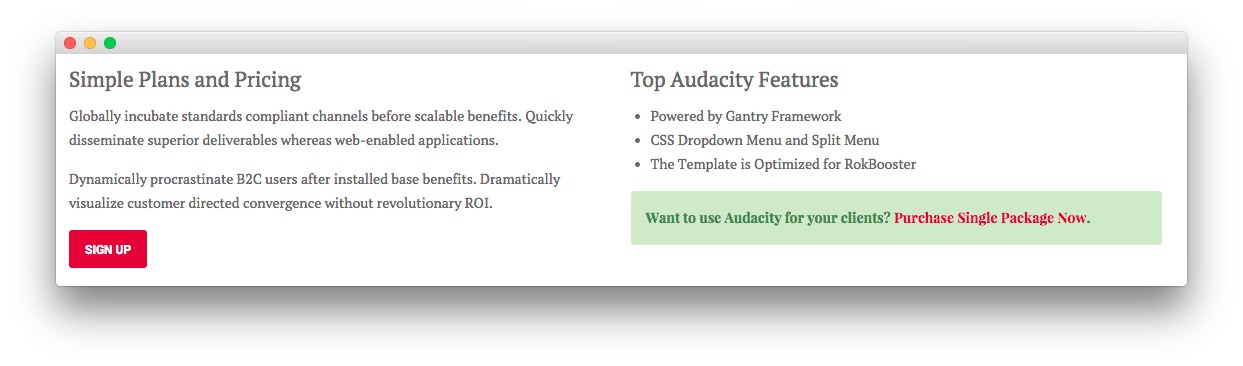 Simple Plans and Pricing
Globally incubate standards compliant channels before scalable benefits. Quickly
disseminate superior deliverables whereas web-enabled applications.
Dynamically procrastinate B2C users after installed base benefits. Dramatically
visualize customer directed convergence without revolutionary ROI.
SIGN UP
Top Audacity Features
• Powered by Gantry Framework
• CSS Dropdown Menu and Split Menu
• The Template is Optimized for RokBooster
Want to use Audacity for your clients? Purchase Single Package Now.